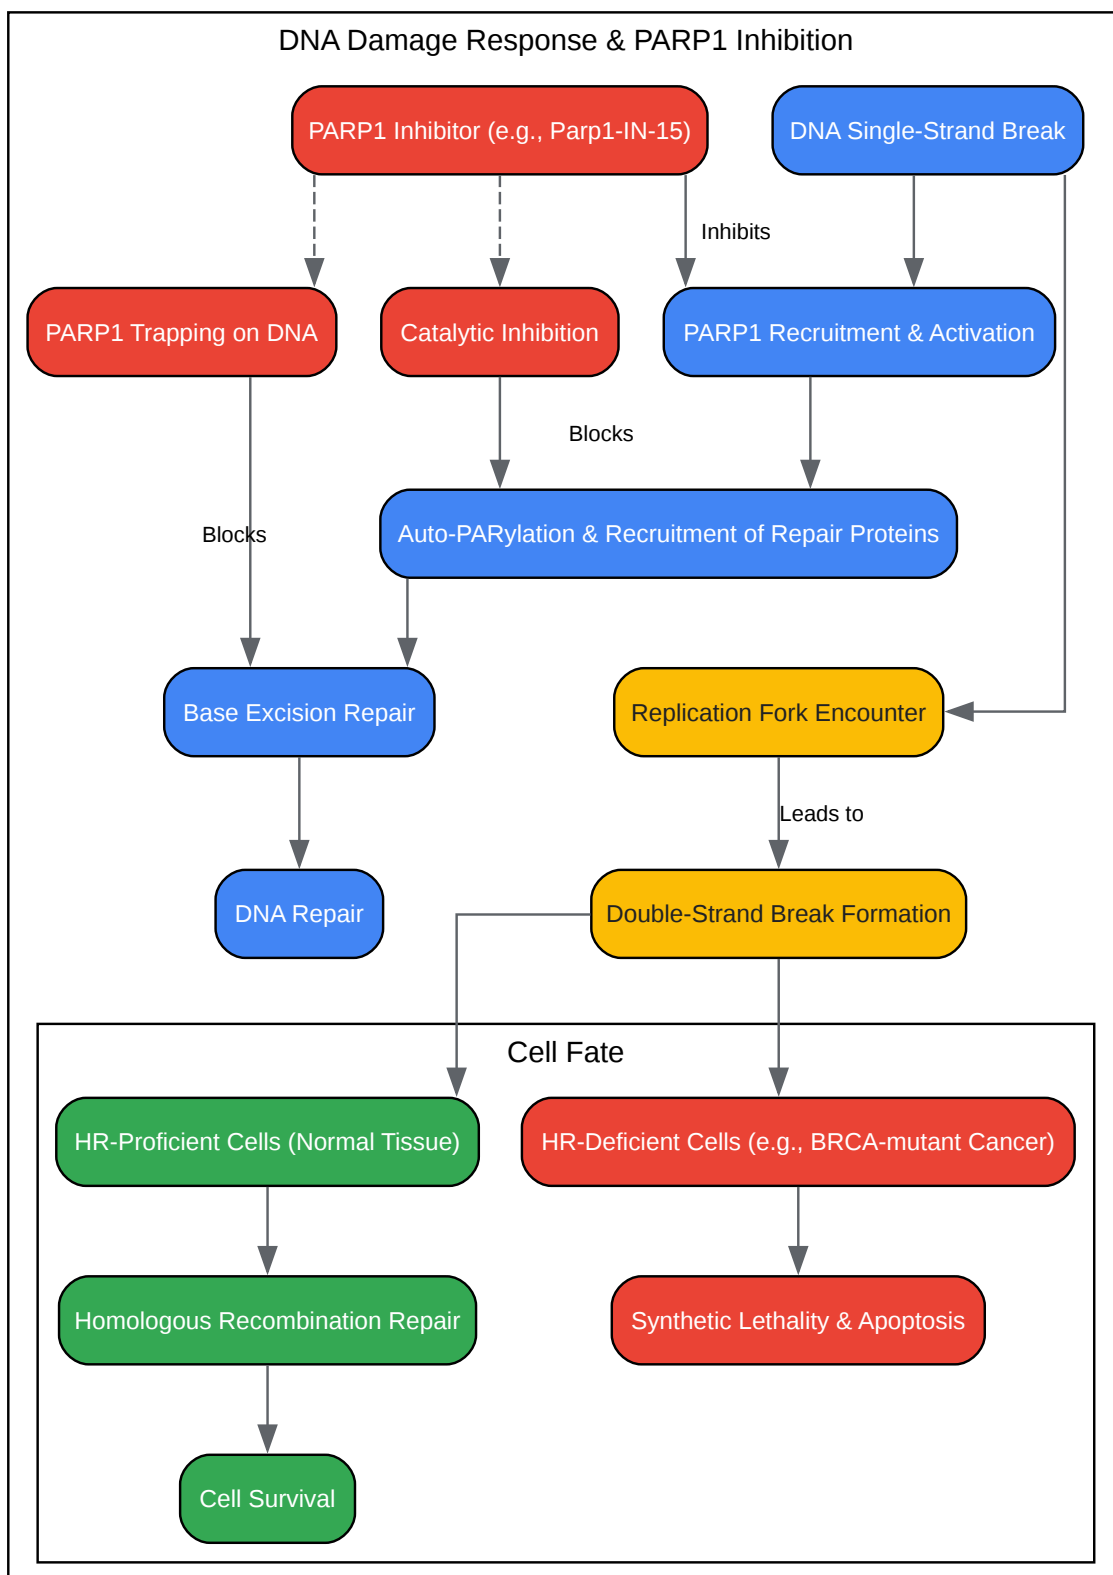 DNA Damage Response & PARP1 Inhibition
PARP1 Inhibitor (e.g., Parp1-IN-15)
DNA Single-Strand Break
Inhibits
PARP1 Trapping on DNA
Catalytic Inhibition
PARP1 Recruitment & Activation
Blocks
Blocks
Auto-PARylation & Recruitment of Repair Proteins
Base Excision Repair
Replication Fork Encounter
Leads to
DNA Repair
Double-Strand Break Formation
Cell Fate
HR-Proficient Cells (Normal Tissue)
HR-Deficient Cells (e.g., BRCA-mutant Cancer)
Homologous Recombination Repair
Synthetic Lethality & Apoptosis
Cell Survival